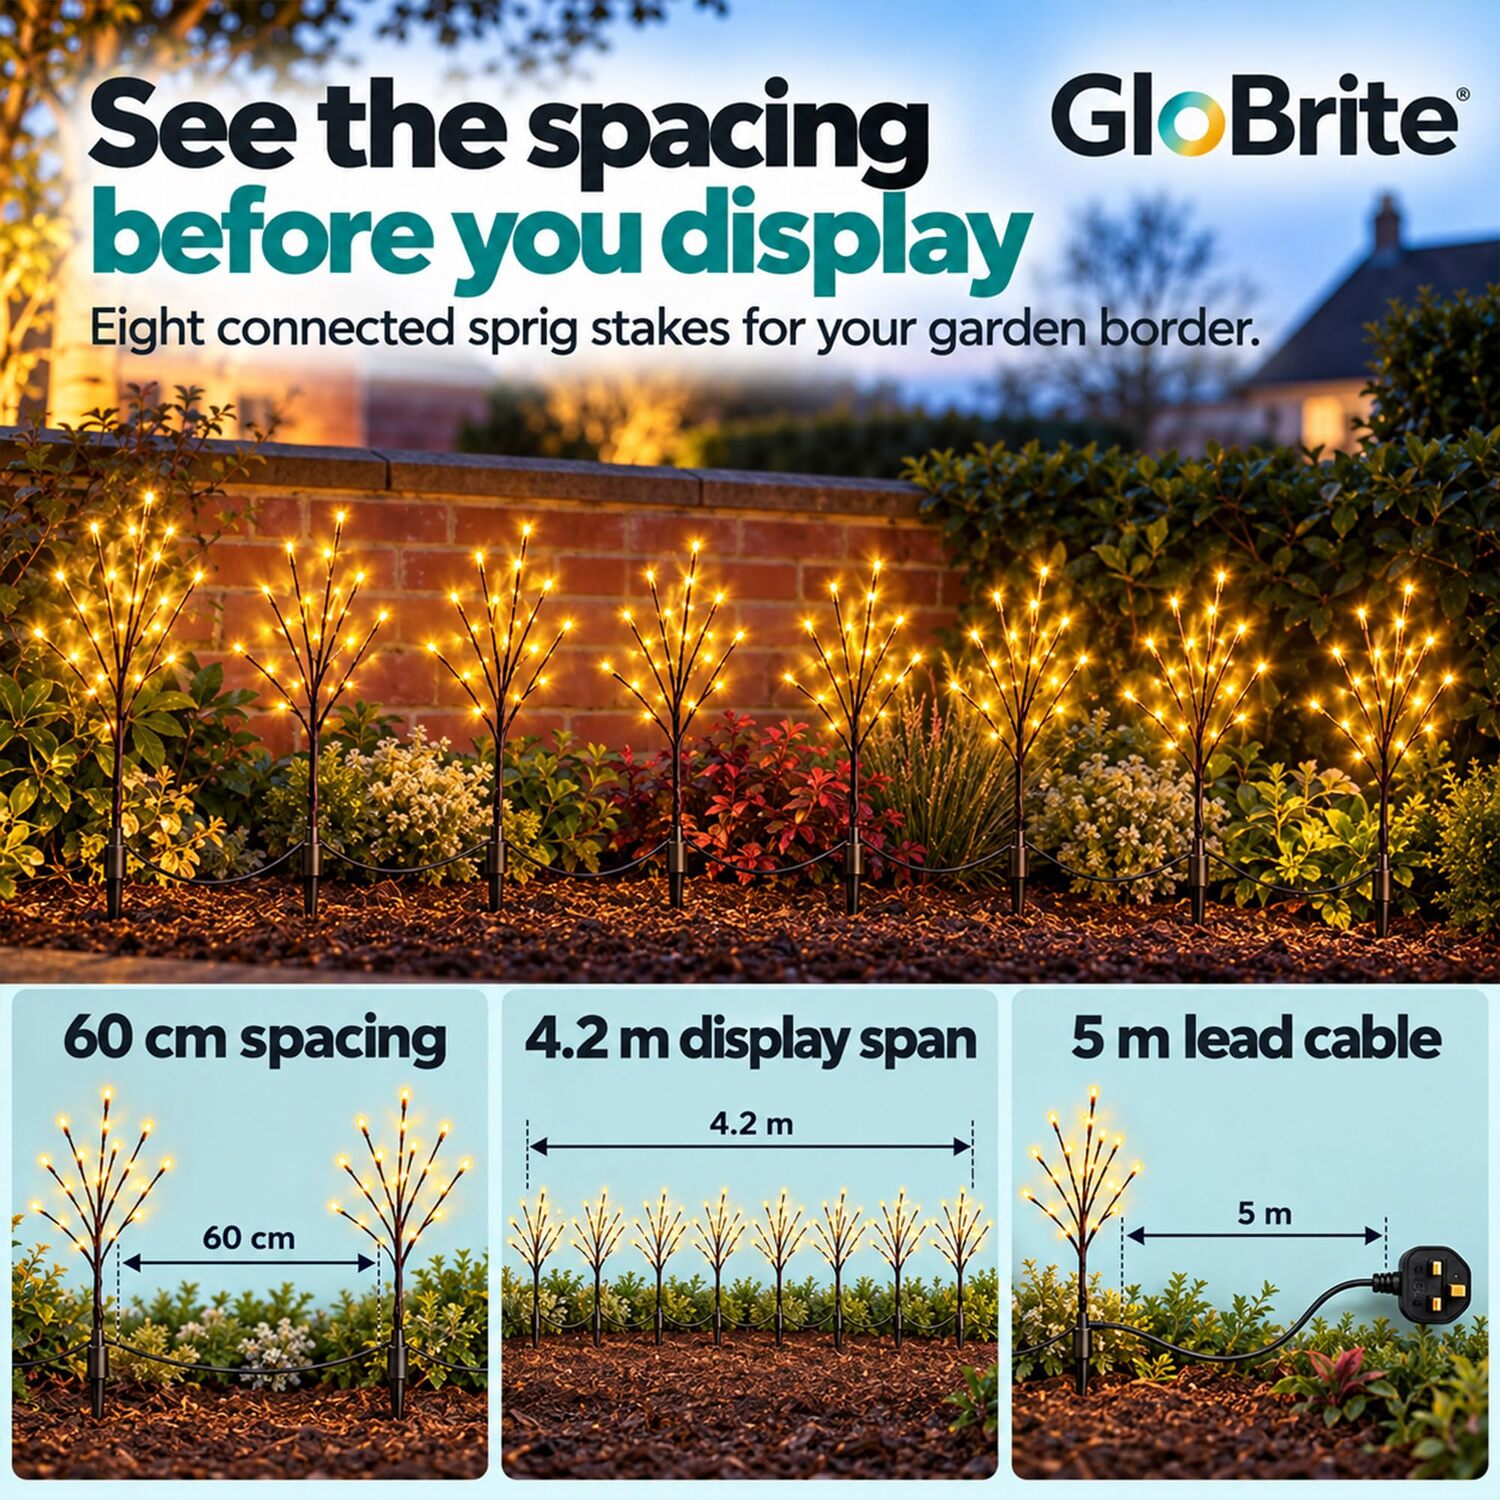 See the spacing
before you display
GloBrite®
Eight connected sprig stakes for your garden border.
60 cm spacing
60 cm
4.2 m display span
4.2 m
5 m lead cable
5 m